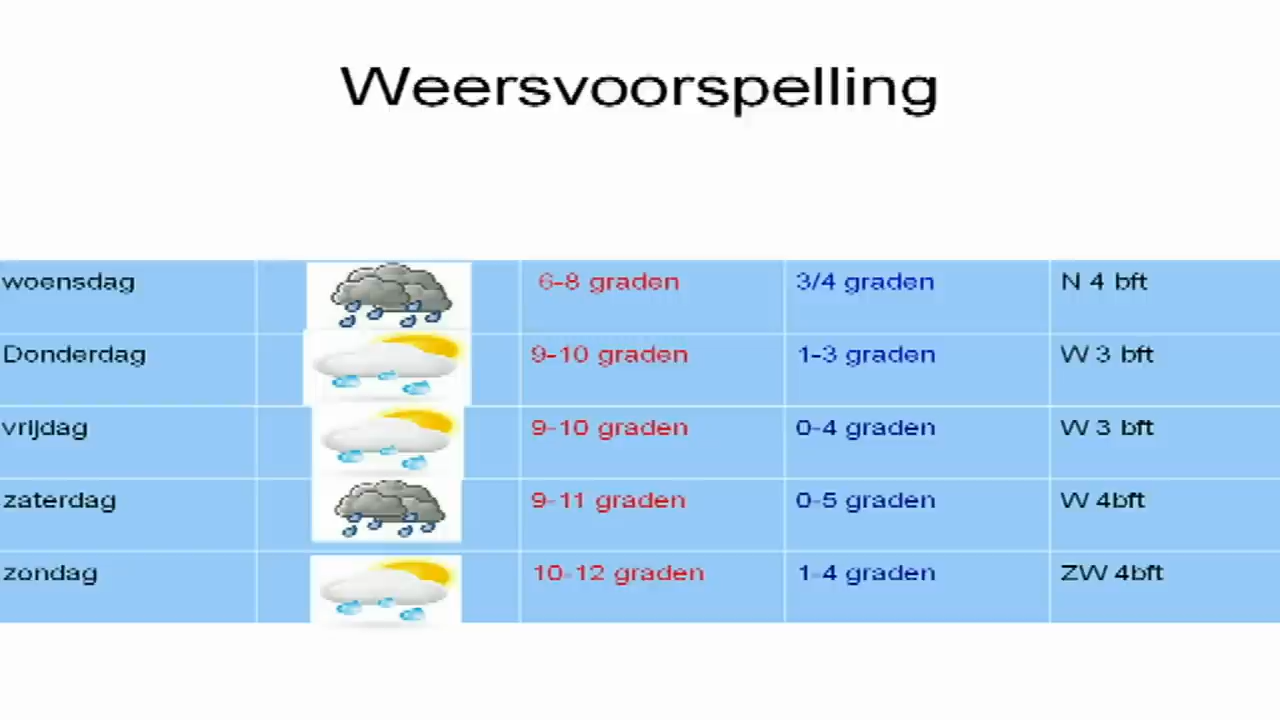 Weersvoorspelling
woensdag 6-8 graden 3/4 graden N 4 bft
Donderdag 9-10 graden 1-3 graden W 3 bft
vrijdag 9-10 graden 0-4 graden W 3 bft
zaterdag 9-11 graden 0-5 graden W 4bft
zondag 10-12 graden 1-4 graden ZW 4bft